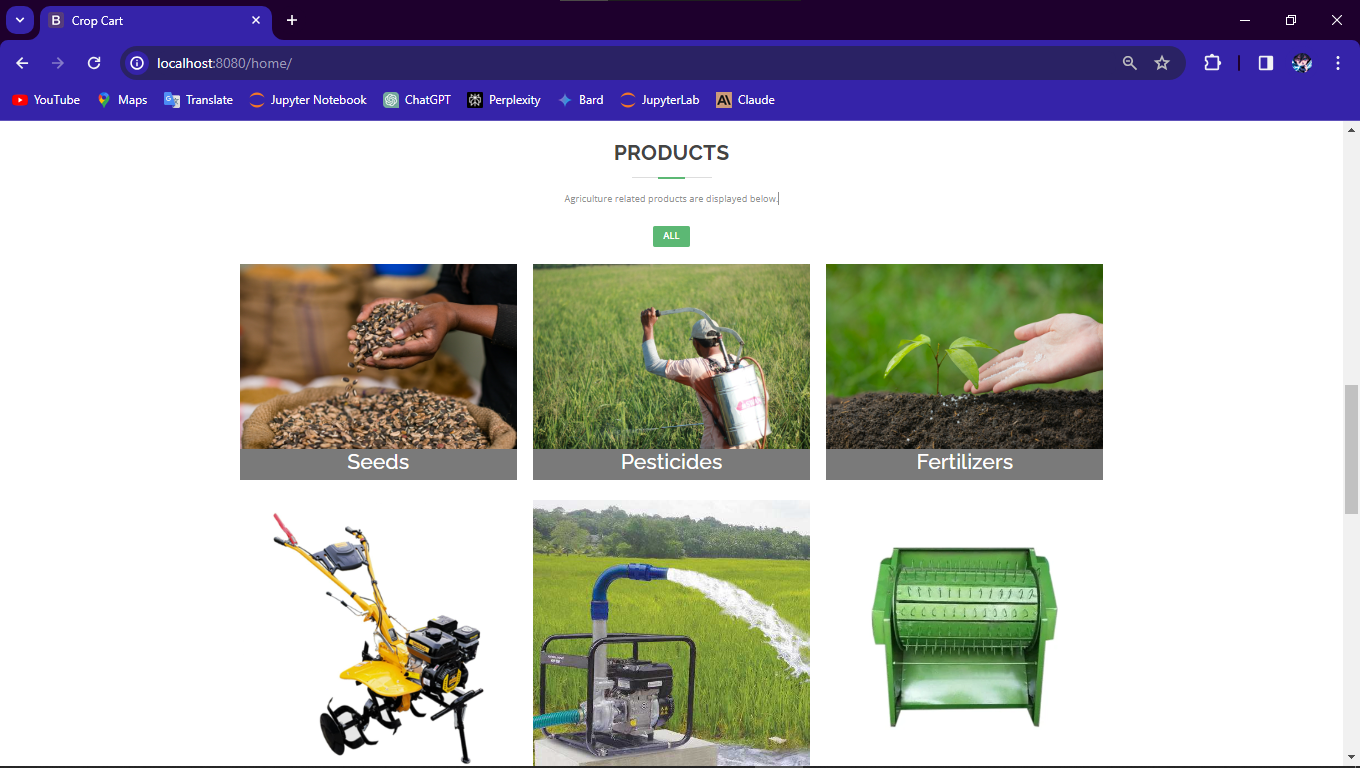 Crop Cart
localhost:8080/home/
YouTube Maps Translate Jupyter Notebook ChatGPT Perplexity Bard JupyterLab Claude
PRODUCTS
Agriculture related products are displayed below.
ALL
Seeds Pesticides Fertilizers